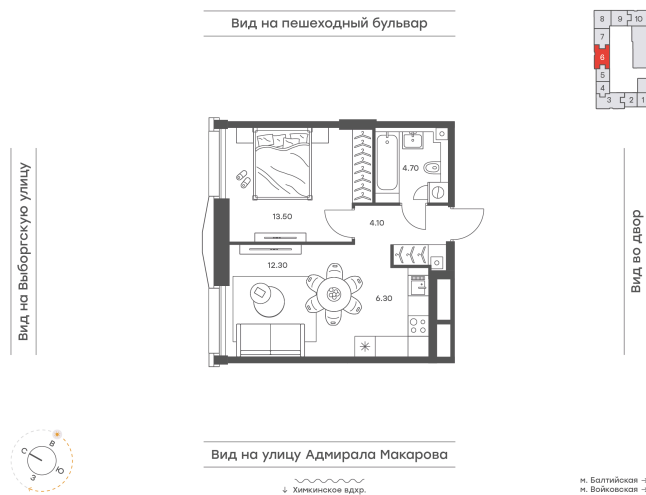 Вид на пешеходный бульвар
8 9 10
7
6
5
4
3 2 1
Вид на Выборгскую улицу
Вид во двор
4.70
13.50
4.10
12.30
6.30
Вид на улицу Адмирала Макарова
↓ Химкинское вдхр.
С В
З Ю
м. Балтийская →
м. Войковская →